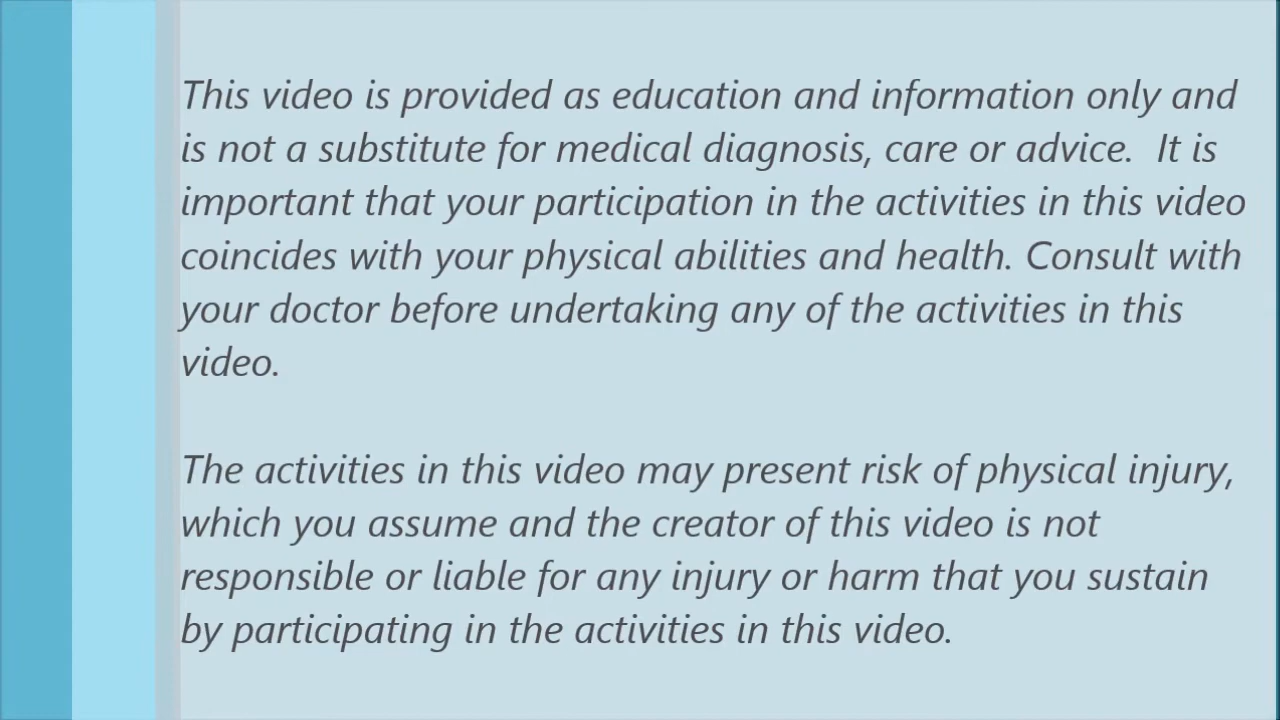 This video is provided as education and information only and
is not a substitute for medical diagnosis, care or advice.  It is
important that your participation in the activities in this video
coincides with your physical abilities and health. Consult with
your doctor before undertaking any of the activities in this
video.
The activities in this video may present risk of physical injury,
which you assume and the creator of this video is not
responsible or liable for any injury or harm that you sustain
by participating in the activities in this video.